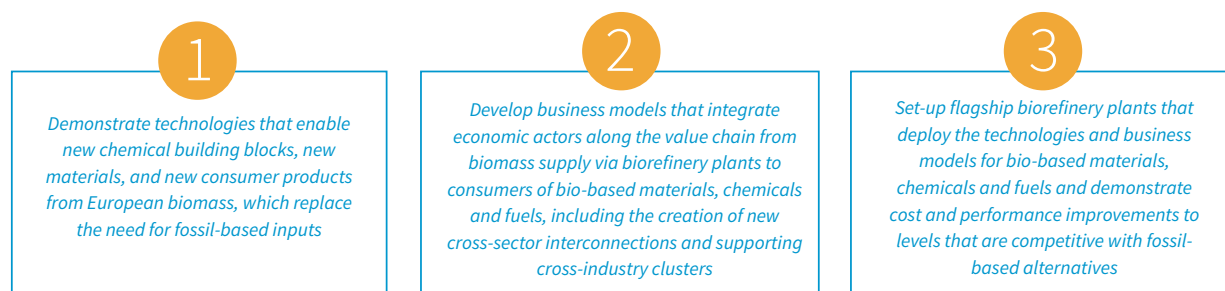 1
Demonstrate technologies that enable
new chemical building blocks, new
materials, and new consumer products
from European biomass, which replace
the need for fossil-based inputs
2
Develop business models that integrate
economic actors along the value chain from
biomass supply via biorefinery plants to
consumers of bio-based materials, chemicals
and fuels, including the creation of new
cross-sector interconnections and supporting
cross-industry clusters
3
Set-up flagship biorefinery plants that
deploy the technologies and business
models for bio-based materials,
chemicals and fuels and demonstrate
cost and performance improvements to
levels that are competitive with fossil-
based alternatives